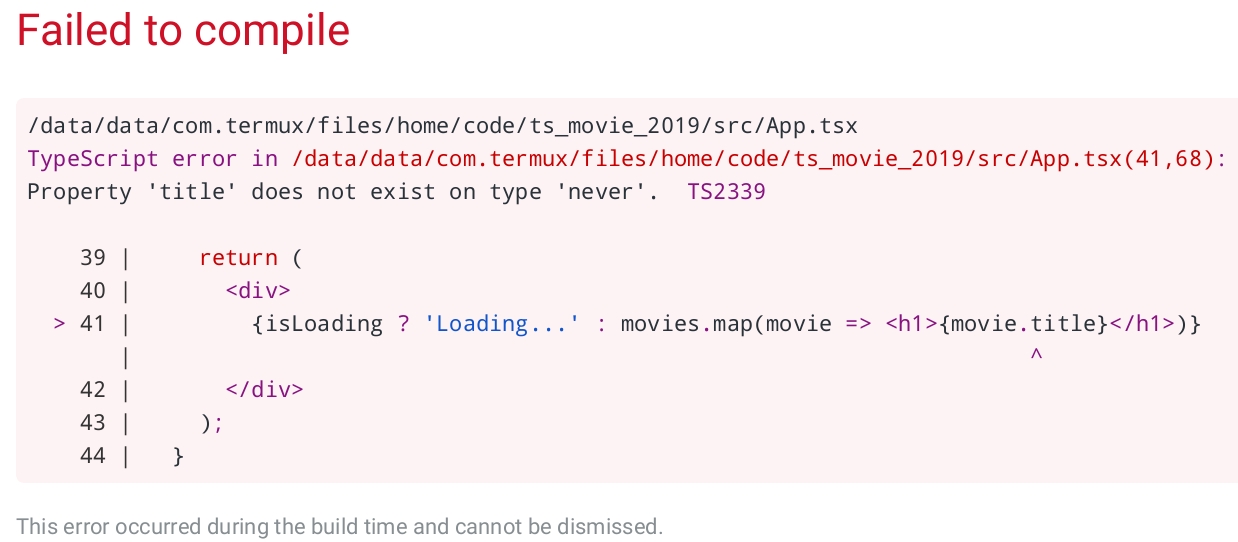 Failed to compile
/data/data/com.termux/files/home/code/ts_movie_2019/src/App.tsx
TypeScript error in /data/data/com.termux/files/home/code/ts_movie_2019/src/App.tsx(41,68):
Property 'title' does not exist on type 'never'.  TS2339
    39 |     return (
    40 |       <div>
  > 41 |         {isLoading ? 'Loading...' : movies.map(movie => <h1>{movie.title}</h1>)}
       |                                                                    ^
    42 |       </div>
    43 |     );
    44 |   }
This error occurred during the build time and cannot be dismissed.